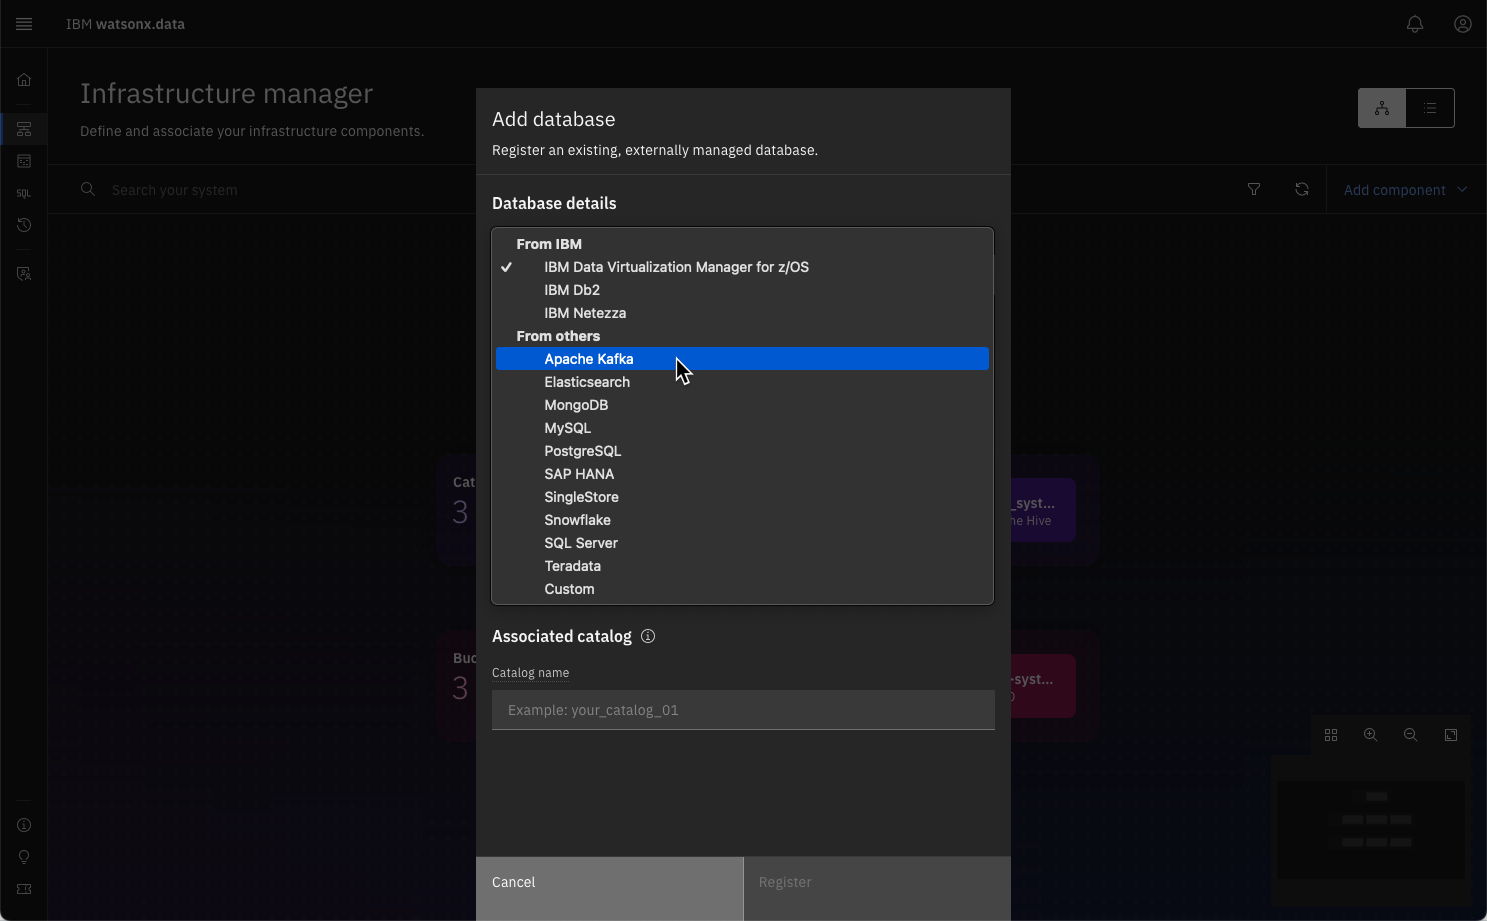 IBM watsonx.data
Infrastructure manager
Define and associate your infrastructure components.
Search your system
Add component
SQL
Add database
Register an existing, externally managed database.
Database details
From IBM
✓ IBM Data Virtualization Manager for z/OS
IBM Db2
IBM Netezza
From others
Apache Kafka
Elasticsearch
MongoDB
MySQL
PostgreSQL
SAP HANA
SingleStore
Snowflake
SQL Server
Teradata
Custom
Associated catalog
Catalog name
Example: your_catalog_01
Cancel
Register
Cat
3
_syst...
he Hive
Buc
3
-syst...